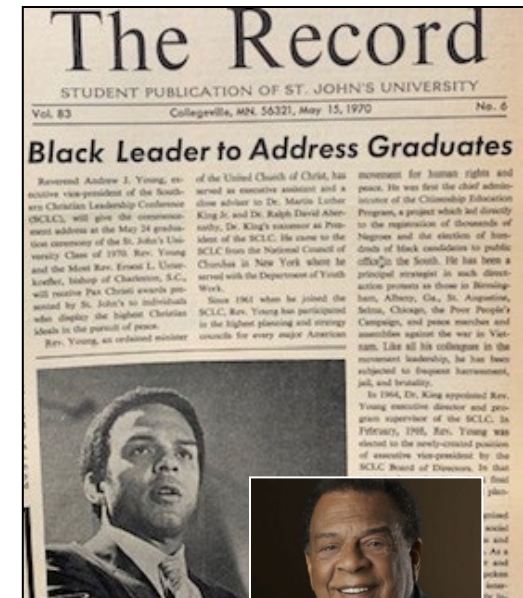 The Record
STUDENT PUBLICATION OF ST. JOHN'S UNIVERSITY
Vol. 83 Collegeville, MN. 56321, May 15, 1970 No. 6
Black Leader to Address Graduates
Reverend Andrew J. Young, ex-
ecutive vice-president of the South-
ern Christian Leadership Conference
(SCLC), will give the commence-
ment address at the May 24 gradua-
tion ceremony of the St. John's Uni-
versity Class of 1970. Rev. Young
and the Most Rev. Ernest L. Unter-
koefler, bishop of Charleston, S.C.,
will receive Pax Christi awards pre-
sented by St. John's to individuals
who display the highest Christian
ideals in the pursuit of peace.
Rev. Young, an ordained minister
of the United Church of Christ, has
served as executive assistant and a
close adviser to Dr. Martin Luther
King Jr. and Dr. Ralph David Aber-
nathy, Dr. King's successor as Pres-
ident of the SCLC. He came to the
SCLC from the National Council of
Churches in New York where he
served with the Department of Youth
Work.
Since 1961 when he joined the
SCLC, Rev. Young has participated
in the highest planning and strategy
councils for every major American
movement for human rights and
peace. He was first the chief admin-
istrator of the Citizenship Education
Program, a project which led directly
to the registration of thousands of
Negroes and the election of hun-
dreds of black candidates to public
office in the South. He has been a
principal strategist in such direct-
action protests as those in Birming-
ham, Albany, Ga., St. Augustine,
Selma, Chicago, the Poor People's
Campaign, and peace marches and
assemblies against the war in Viet-
nam. Like all his colleagues in the
movement leadership, he has been
subjected to frequent harrassment,
jail, and brutality.
In 1964, Dr. King appointed Rev.
Young executive director and pro-
gram supervisor of the SCLC. In
February, 1968, Rev. Young was
elected to the newly-created position
of executive vice-president by the
SCLC Board of Directors. In that